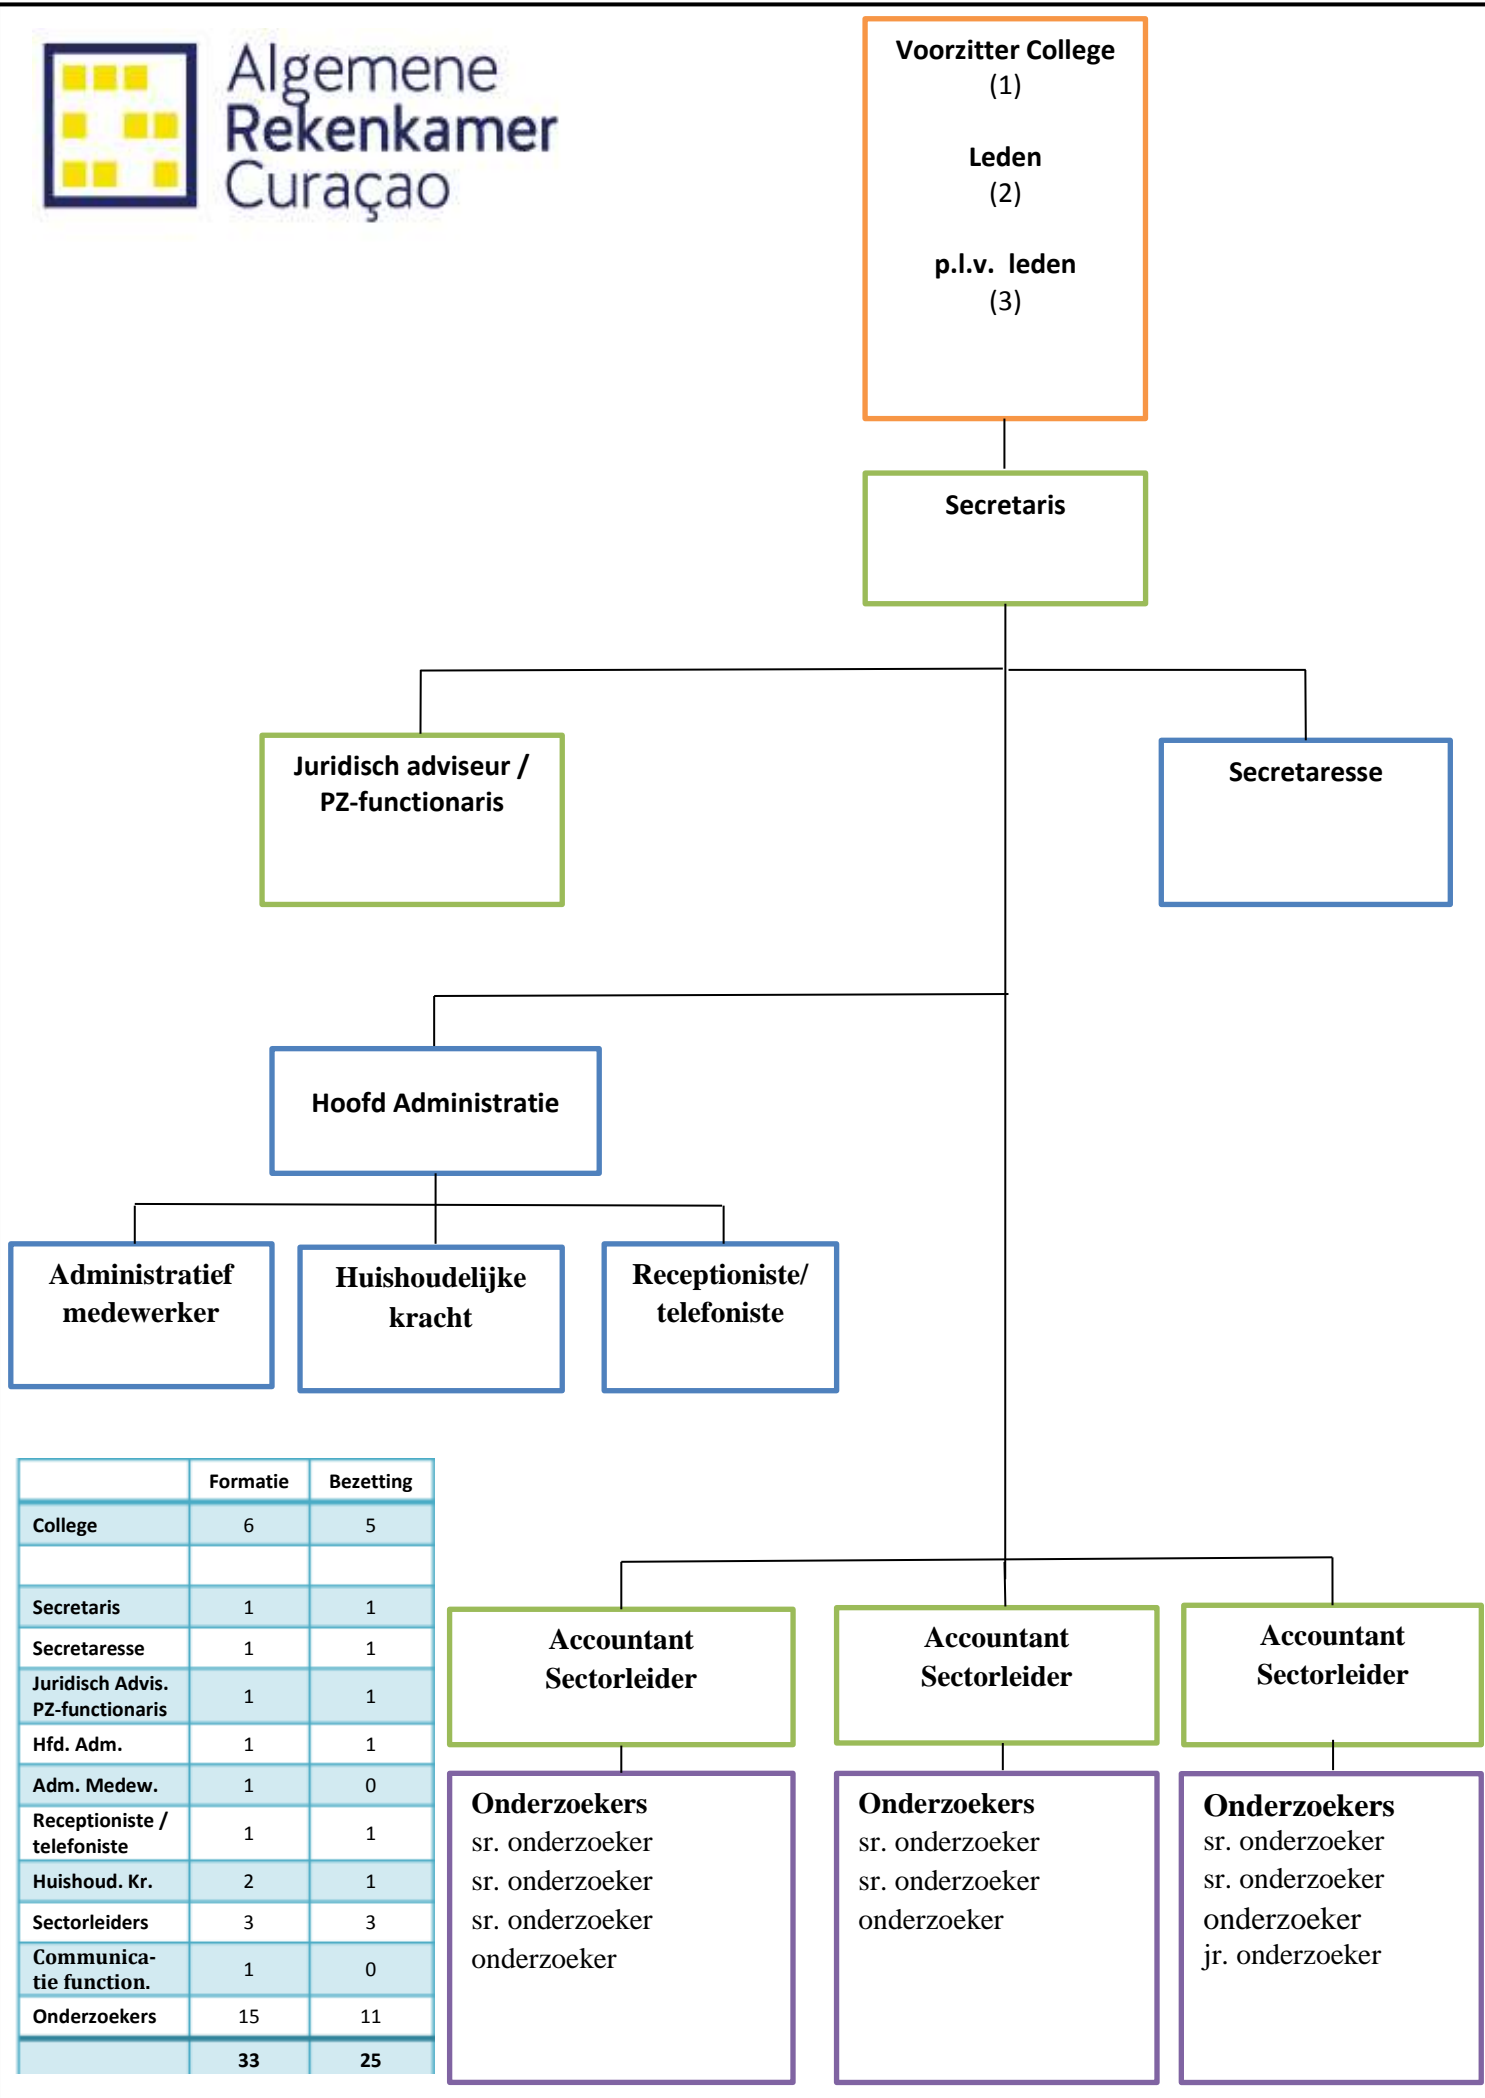 Algemene
Rekenkamer
Curaçao
Voorzitter College
(1)
Leden
(2)
p.l.v. leden
(3)
Secretaris
Juridisch adviseur /
PZ-functionaris
Secretaresse
Hoofd Administratie
Administratief
medewerker
Huishoudelijke
kracht
Receptioniste/
telefoniste
Formatie Bezetting
College 6 5
Secretaris 1 1
Secretaresse 1 1
Juridisch Advis.
PZ-functionaris 1 1
Hfd. Adm. 1 1
Adm. Medew. 1 0
Receptioniste /
telefoniste 1 1
Huishoud. Kr. 2 1
Sectorleiders 3 3
Communica-
tie function. 1 0
Onderzoekers 15 11
33 25
Accountant
Sectorleider
Accountant
Sectorleider
Accountant
Sectorleider
Onderzoekers
sr. onderzoeker
sr. onderzoeker
sr. onderzoeker
onderzoeker
Onderzoekers
sr. onderzoeker
sr. onderzoeker
onderzoeker
Onderzoekers
sr. onderzoeker
sr. onderzoeker
onderzoeker
jr. onderzoeker